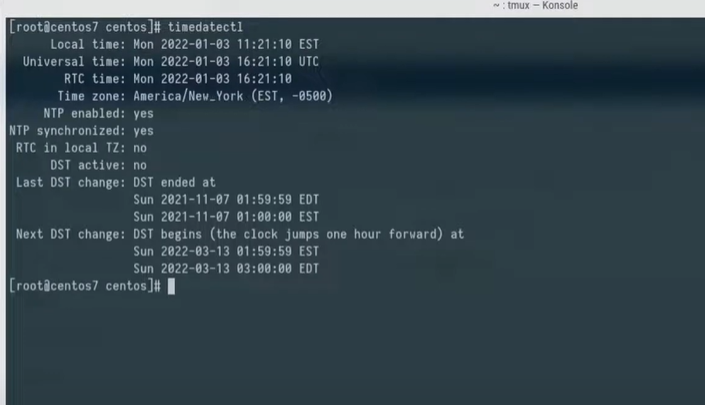 ~ : tmux — Konsole
[root@centos7 centos]# timedatectl
Local time: Mon 2022-01-03 11:21:10 EST
Universal time: Mon 2022-01-03 16:21:10 UTC
RTC time: Mon 2022-01-03 16:21:10
Time zone: America/New_York (EST, -0500)
NTP enabled: yes
NTP synchronized: yes
RTC in local TZ: no
DST active: no
Last DST change: DST ended at
Sun 2021-11-07 01:59:59 EDT
Sun 2021-11-07 01:00:00 EST
Next DST change: DST begins (the clock jumps one hour forward) at
Sun 2022-03-13 01:59:59 EST
Sun 2022-03-13 03:00:00 EDT
[root@centos7 centos]#